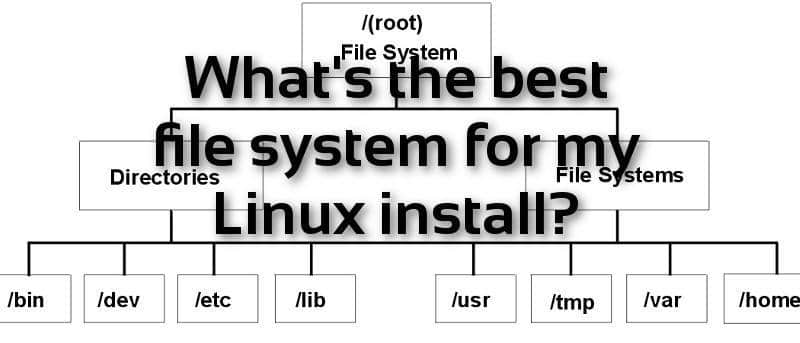 /(root)
File System
What's the best
file system for my
Linux install?
Directories
File Systems
/bin
/dev
/etc
/lib
/usr
/tmp
/var
/home